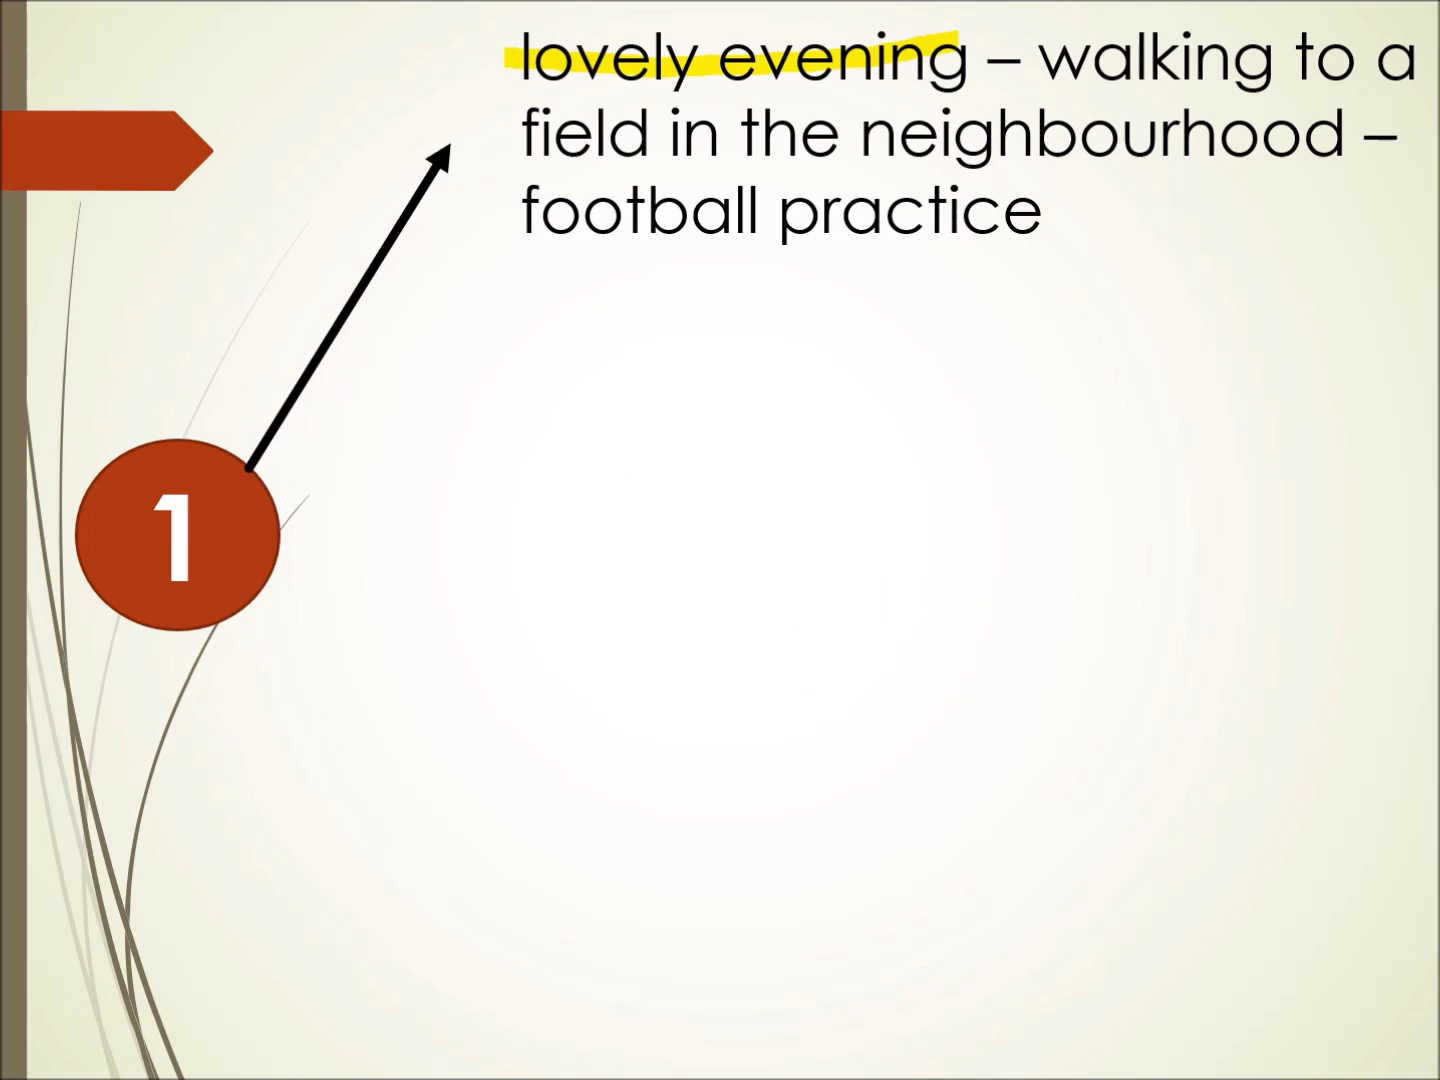 lovely evening – walking to a
field in the neighbourhood –
football practice
1